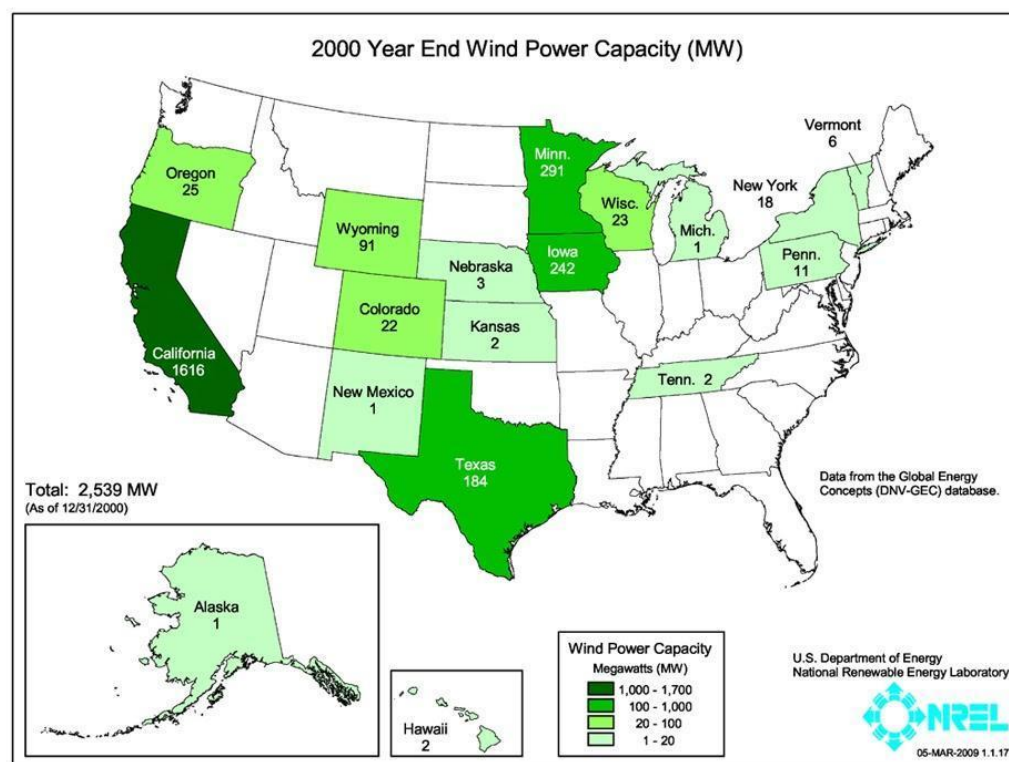 2000 Year End Wind Power Capacity (MW)
Vermont
6
Minn.
291
Oregon
25
New York
18
Wisc.
23
Wyoming
91
Mich.
1
Iowa
242
Penn.
11
Nebraska
3
Colorado
22
Kansas
2
California
1616
Tenn. 2
New Mexico
1
Texas
184
Data from the Global Energy
Concepts (DNV-GEC) database.
Total: 2,539 MW
(As of 12/31/2000)
Alaska
1
Hawaii
2
Wind Power Capacity
Megawatts (MW)
1,000 - 1,700
100 - 1,000
20 - 100
1 - 20
U.S. Department of Energy
National Renewable Energy Laboratory
NREL
05-MAR-2009 1.1.17